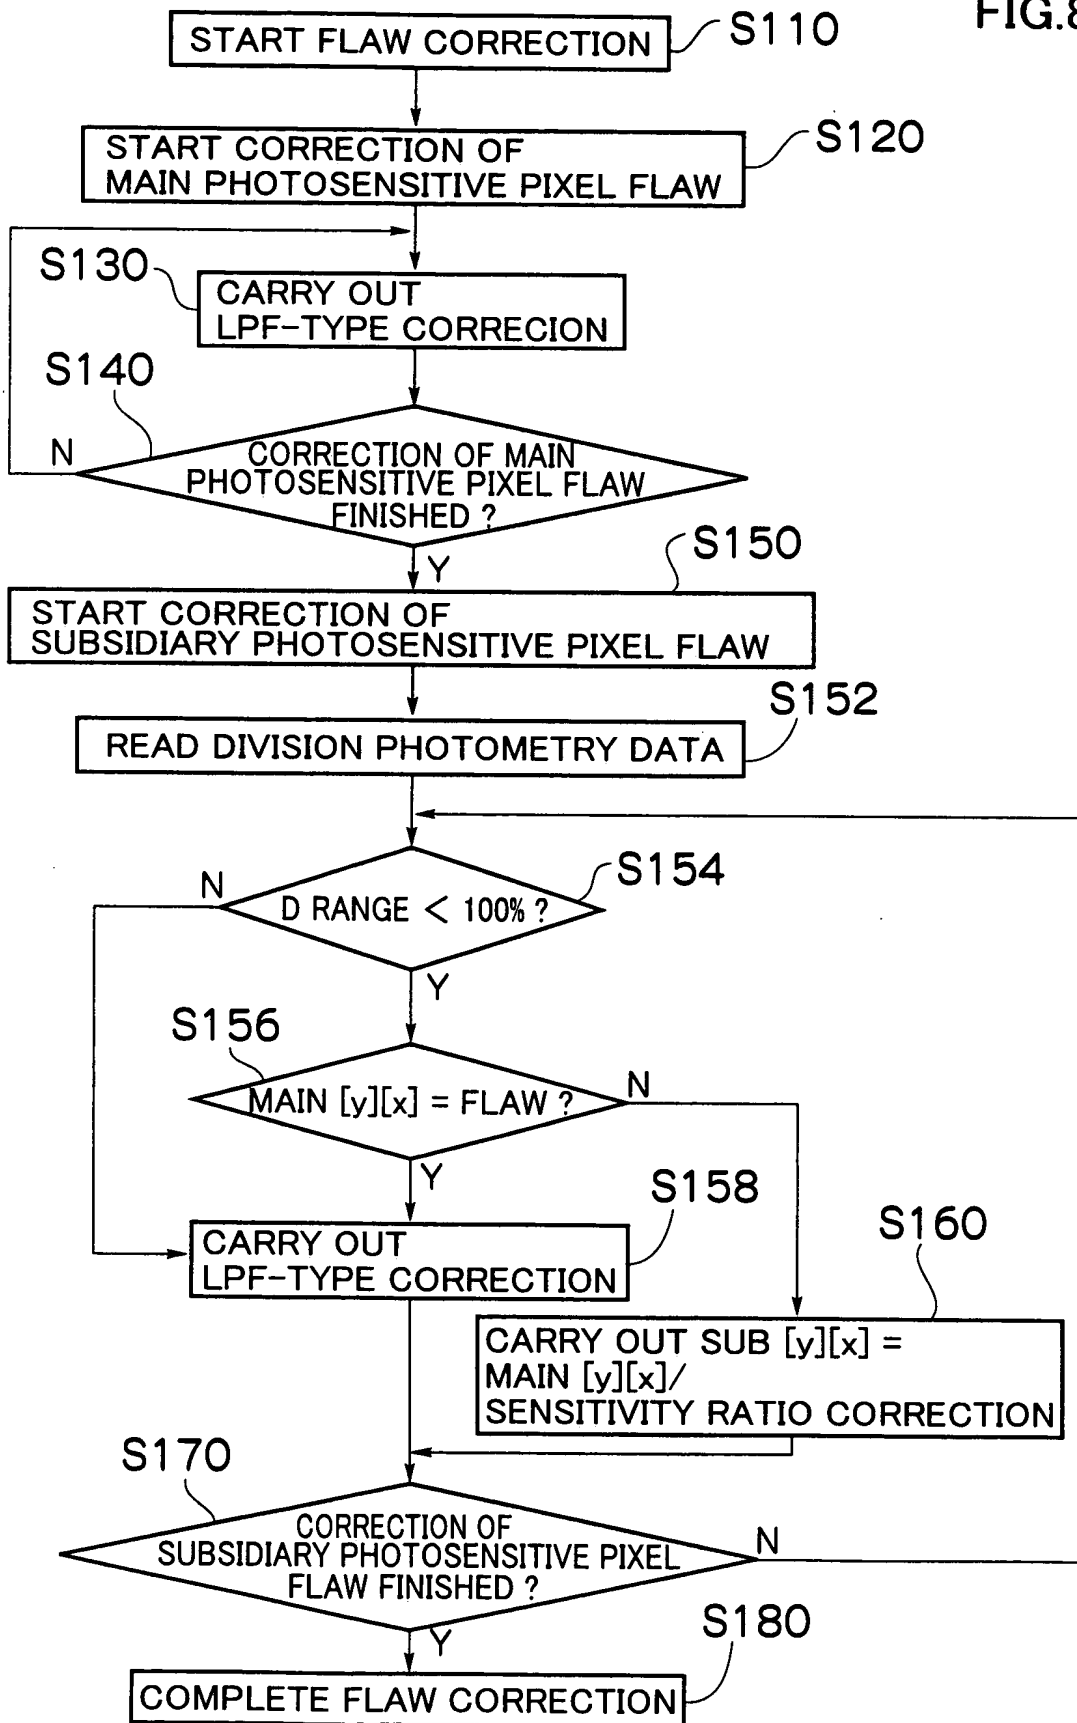 FIG.8
START FLAW CORRECTION
S110
START CORRECTION OF
MAIN PHOTOSENSITIVE PIXEL FLAW
S120
S130
CARRY OUT
LPF-TYPE CORRECION
S140
N
CORRECTION OF MAIN
PHOTOSENSITIVE PIXEL FLAW
FINISHED ?
Y
S150
START CORRECTION OF
SUBSIDIARY PHOTOSENSITIVE PIXEL FLAW
S152
READ DIVISION PHOTOMETRY DATA
S154
N
D RANGE < 100% ?
Y
S156
MAIN [y][x] = FLAW ?
N
Y
S158
CARRY OUT
LPF-TYPE CORRECTION
S160
CARRY OUT SUB [y][x] =
MAIN [y][x]/
SENSITIVITY RATIO CORRECTION
S170
CORRECTION OF
SUBSIDIARY PHOTOSENSITIVE PIXEL
FLAW FINISHED ?
N
Y
S180
COMPLETE FLAW CORRECTION